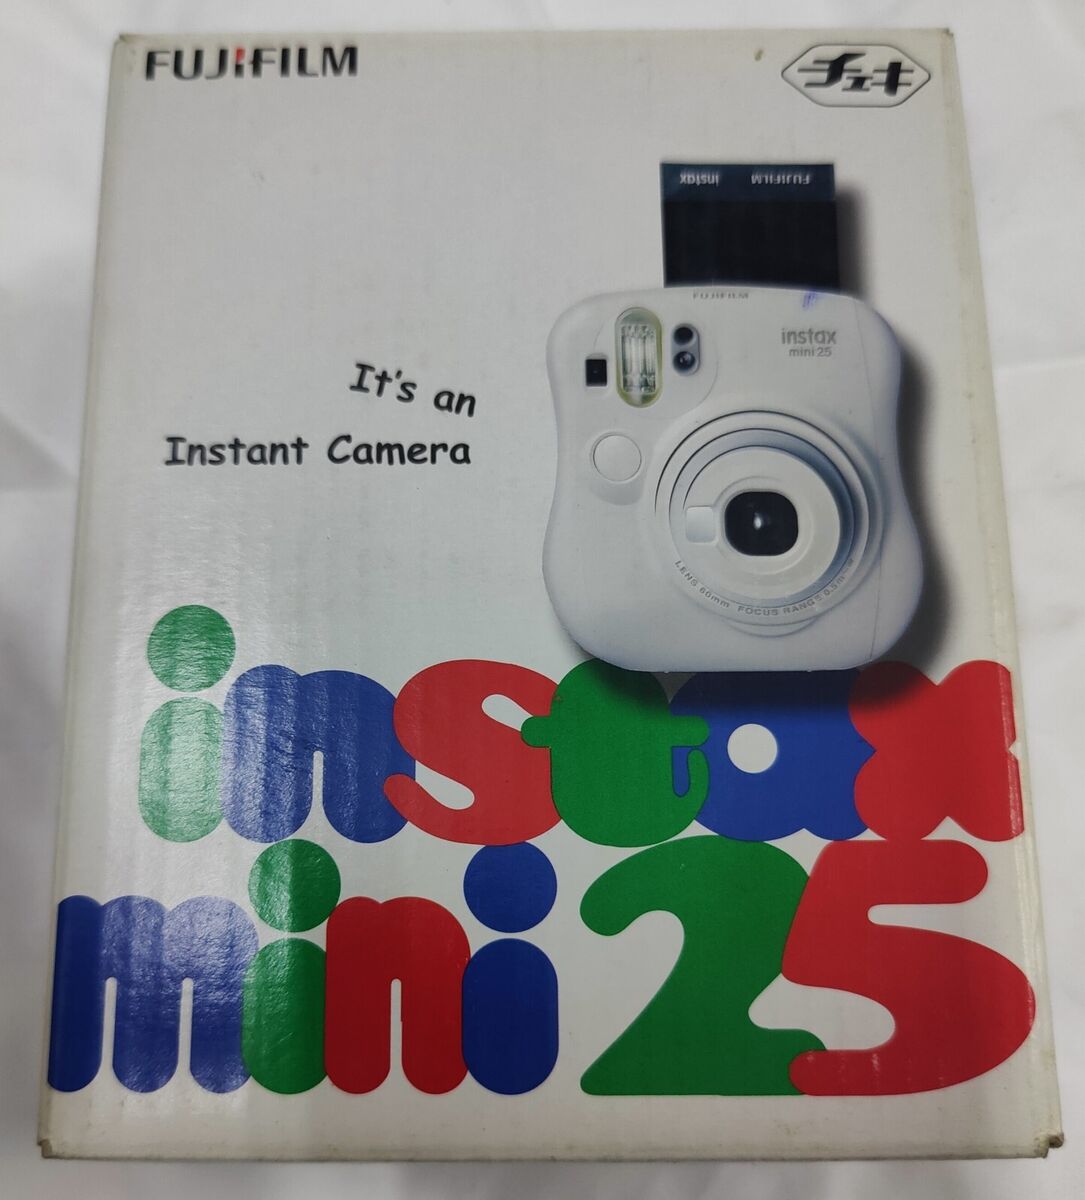 FUJIFILM
チェキ
instax FUJIFILM
FUJIFILM
instax
mini 25
It's an
Instant Camera
LENS 60mm FOCUS RANGE 0.5m-∞
instax
mini 25